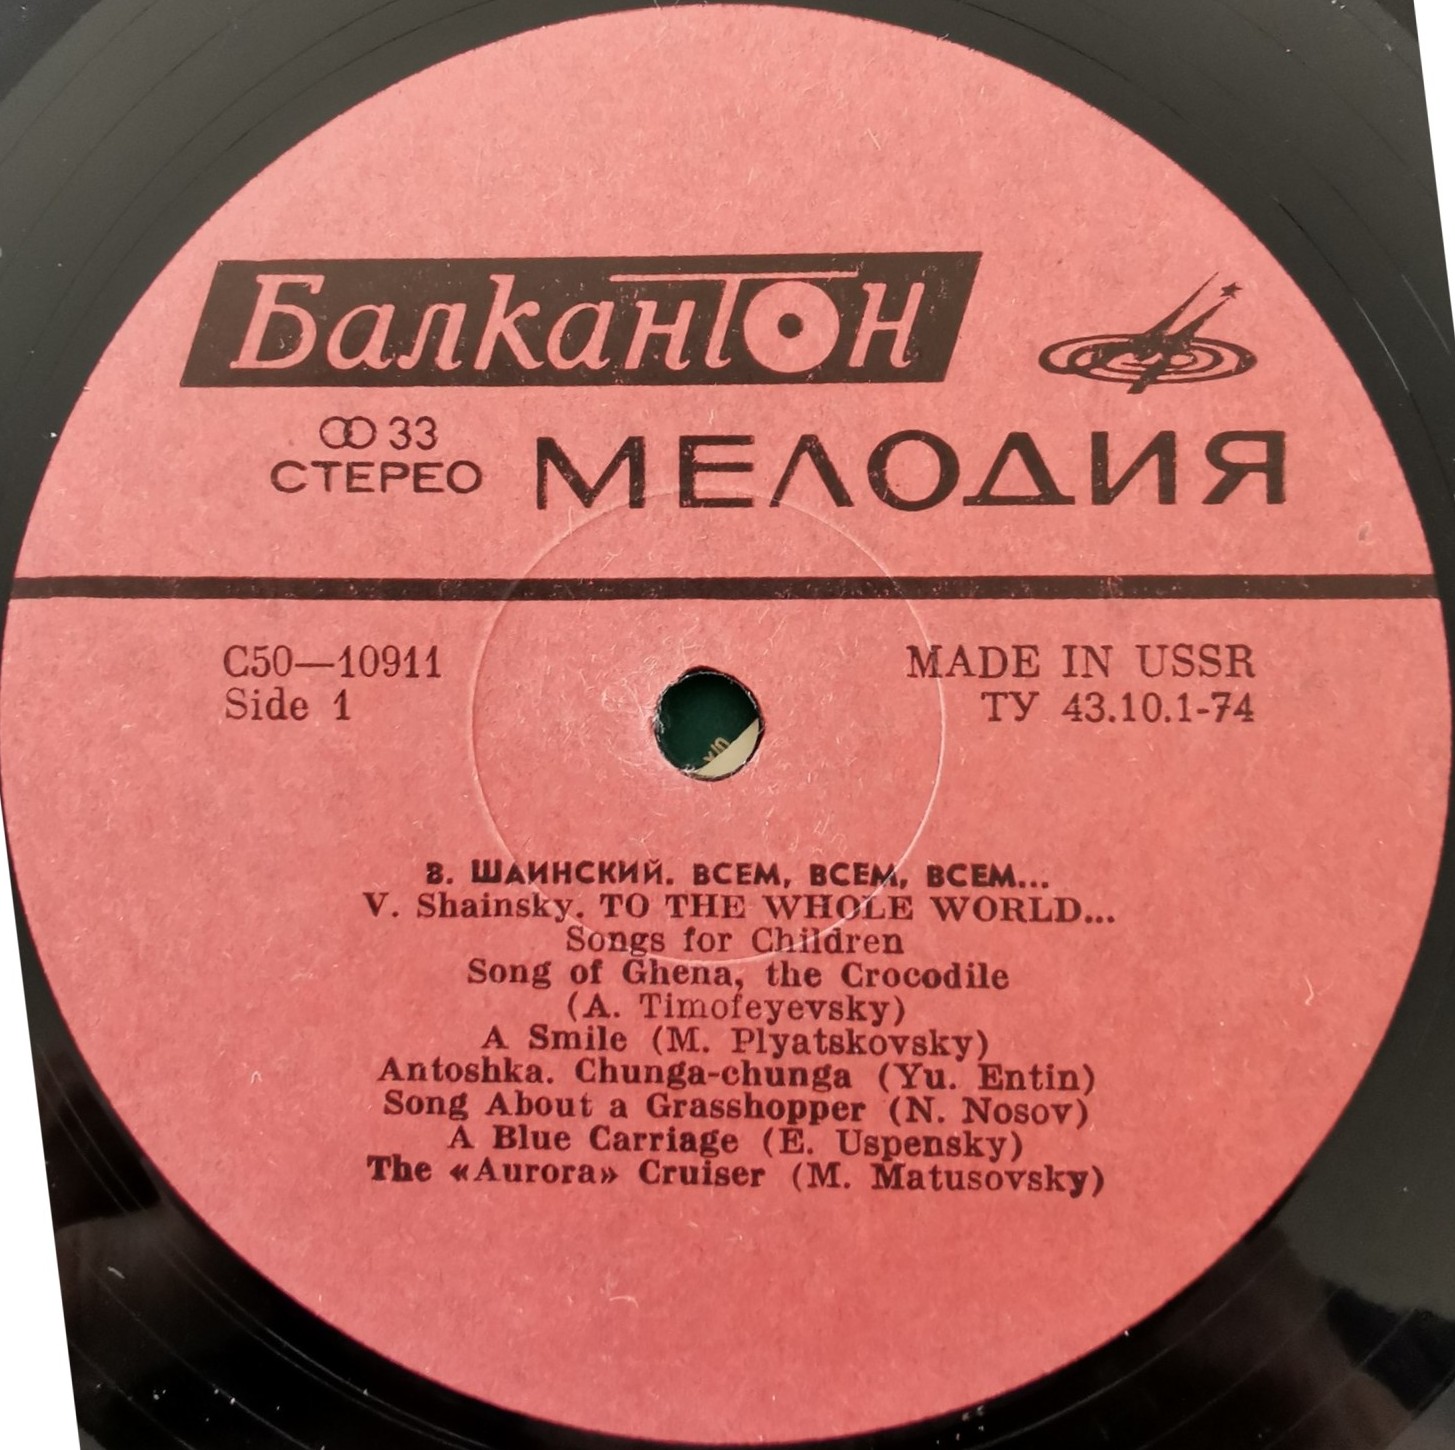 Балкантон
33
СТЕРЕО
МЕЛОДИЯ
С50—10911
Side 1
MADE IN USSR
ТУ 43.10.1-74
В. ШАИНСКИЙ. ВСЕМ, ВСЕМ, ВСЕМ...
V. Shainsky. TO THE WHOLE WORLD...
Songs for Children
Song of Ghena, the Crocodile
(A. Timofeyevsky)
A Smile (M. Plyatskovsky)
Antoshka. Chunga-chunga (Yu. Entin)
Song About a Grasshopper (N. Nosov)
A Blue Carriage (E. Uspensky)
The «Aurora» Cruiser (M. Matusovsky)